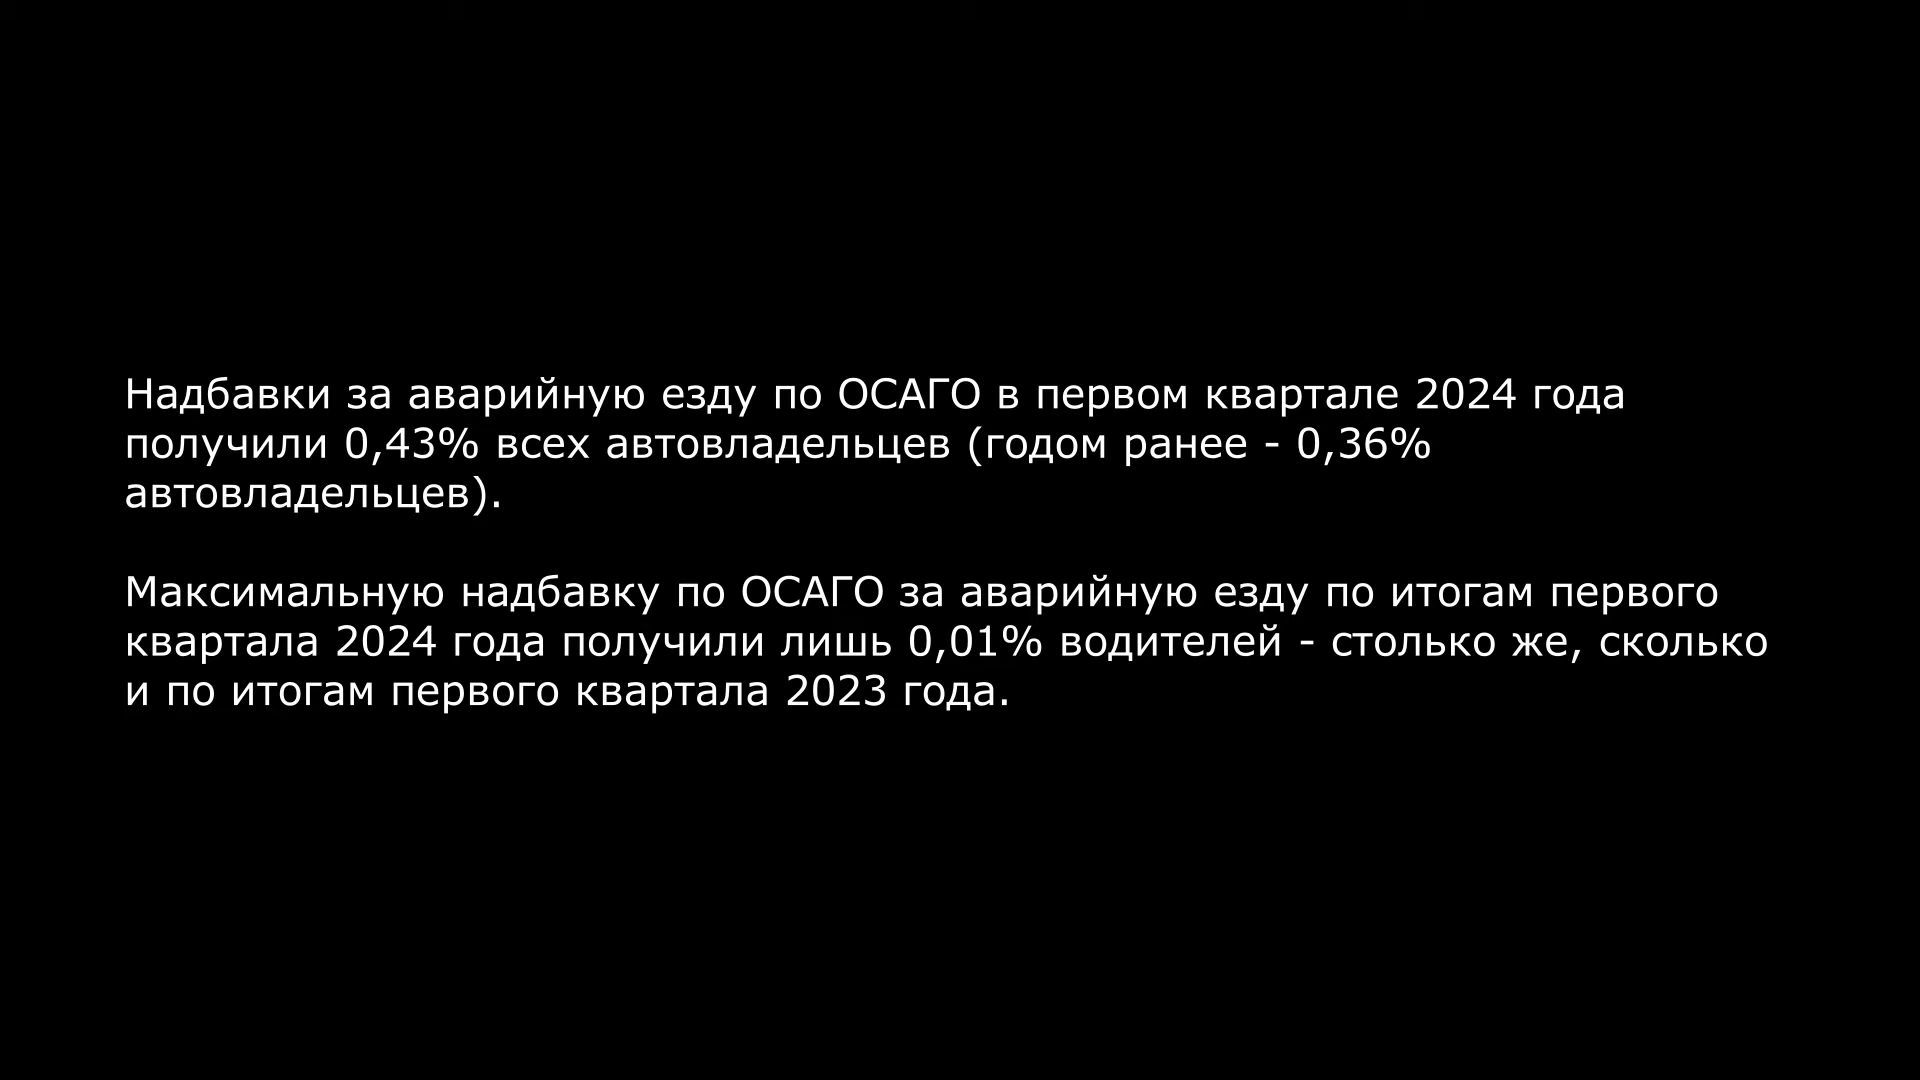 Надбавки за аварийную езду по ОСАГО в первом квартале 2024 года
получили 0,43% всех автовладельцев (годом ранее - 0,36%
автовладельцев).
Максимальную надбавку по ОСАГО за аварийную езду по итогам первого
квартала 2024 года получили лишь 0,01% водителей - столько же, сколько
и по итогам первого квартала 2023 года.